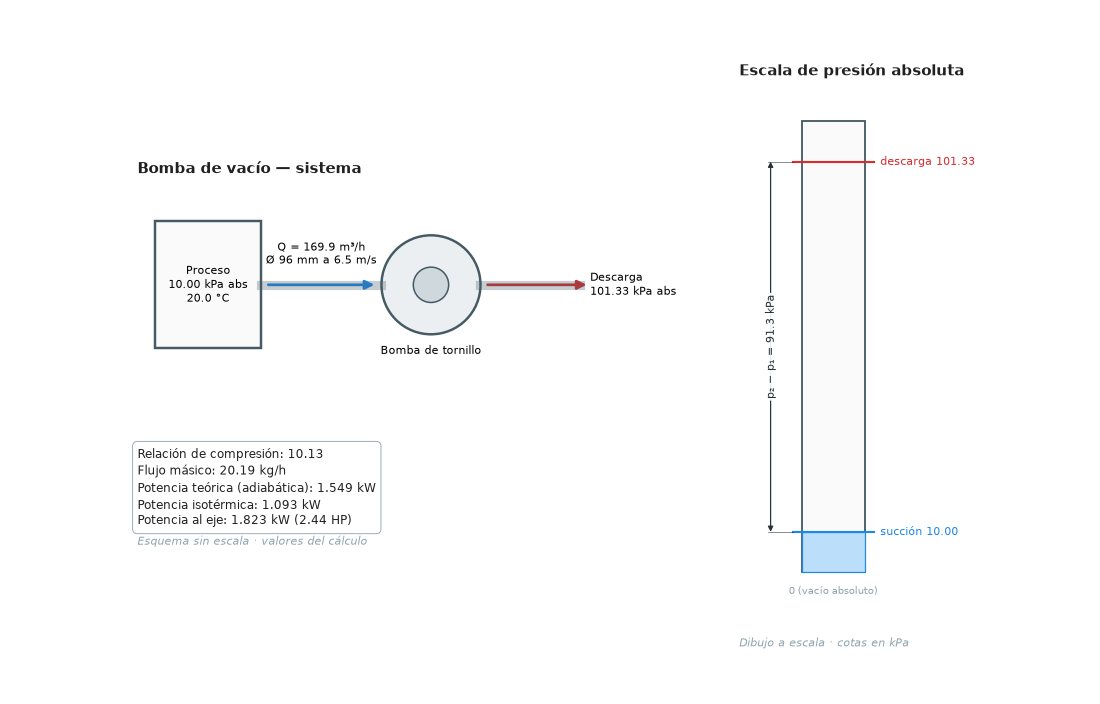 Escala de presión absoluta
Bomba de vacío — sistema
Q = 169.9 m³/h
Ø 96 mm a 6.5 m/s
Proceso
10.00 kPa abs
20.0 °C
Descarga
101.33 kPa abs
Bomba de tornillo
Relación de compresión: 10.13
Flujo másico: 20.19 kg/h
Potencia teórica (adiabática): 1.549 kW
Potencia isotérmica: 1.093 kW
Potencia al eje: 1.823 kW (2.44 HP)
Esquema sin escala · valores del cálculo
descarga 101.33
p₂ − p₁ = 91.3 kPa
succión 10.00
0 (vacío absoluto)
Dibujo a escala · cotas en kPa